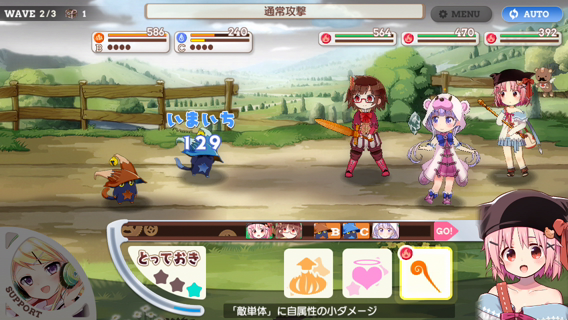 WAVE 2/3 1
通常攻撃
MENU
AUTO
586
B
240
C
564
470
392
いまいち
129
B
C
GO!
とっておき
SUPPORT
「敵単体」に自属性の小ダメージ